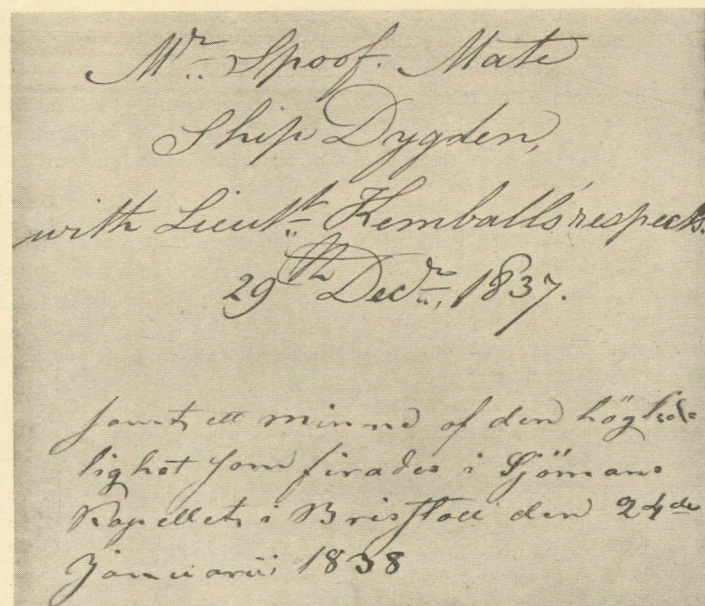 Mr. Spoof. Mate
Ship Dygden,
with Lieut Kemball's respects.
29th Decr, 1837.
samt ett minne af den högtid-
lighet som firades i Sjömans
Kapellet i Bristoll den 24de
Januarii 1838